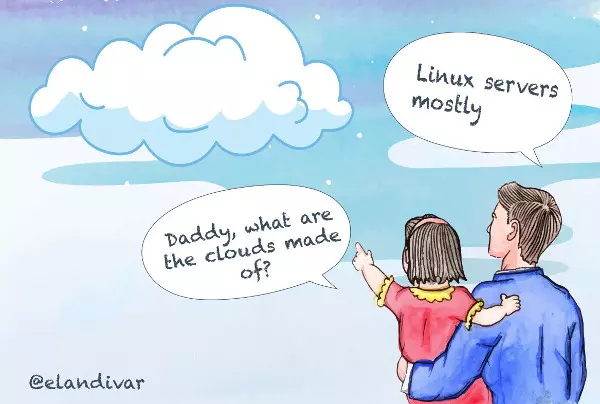 Daddy, what are
the clouds made
of?
Linux servers
mostly
@elandivar